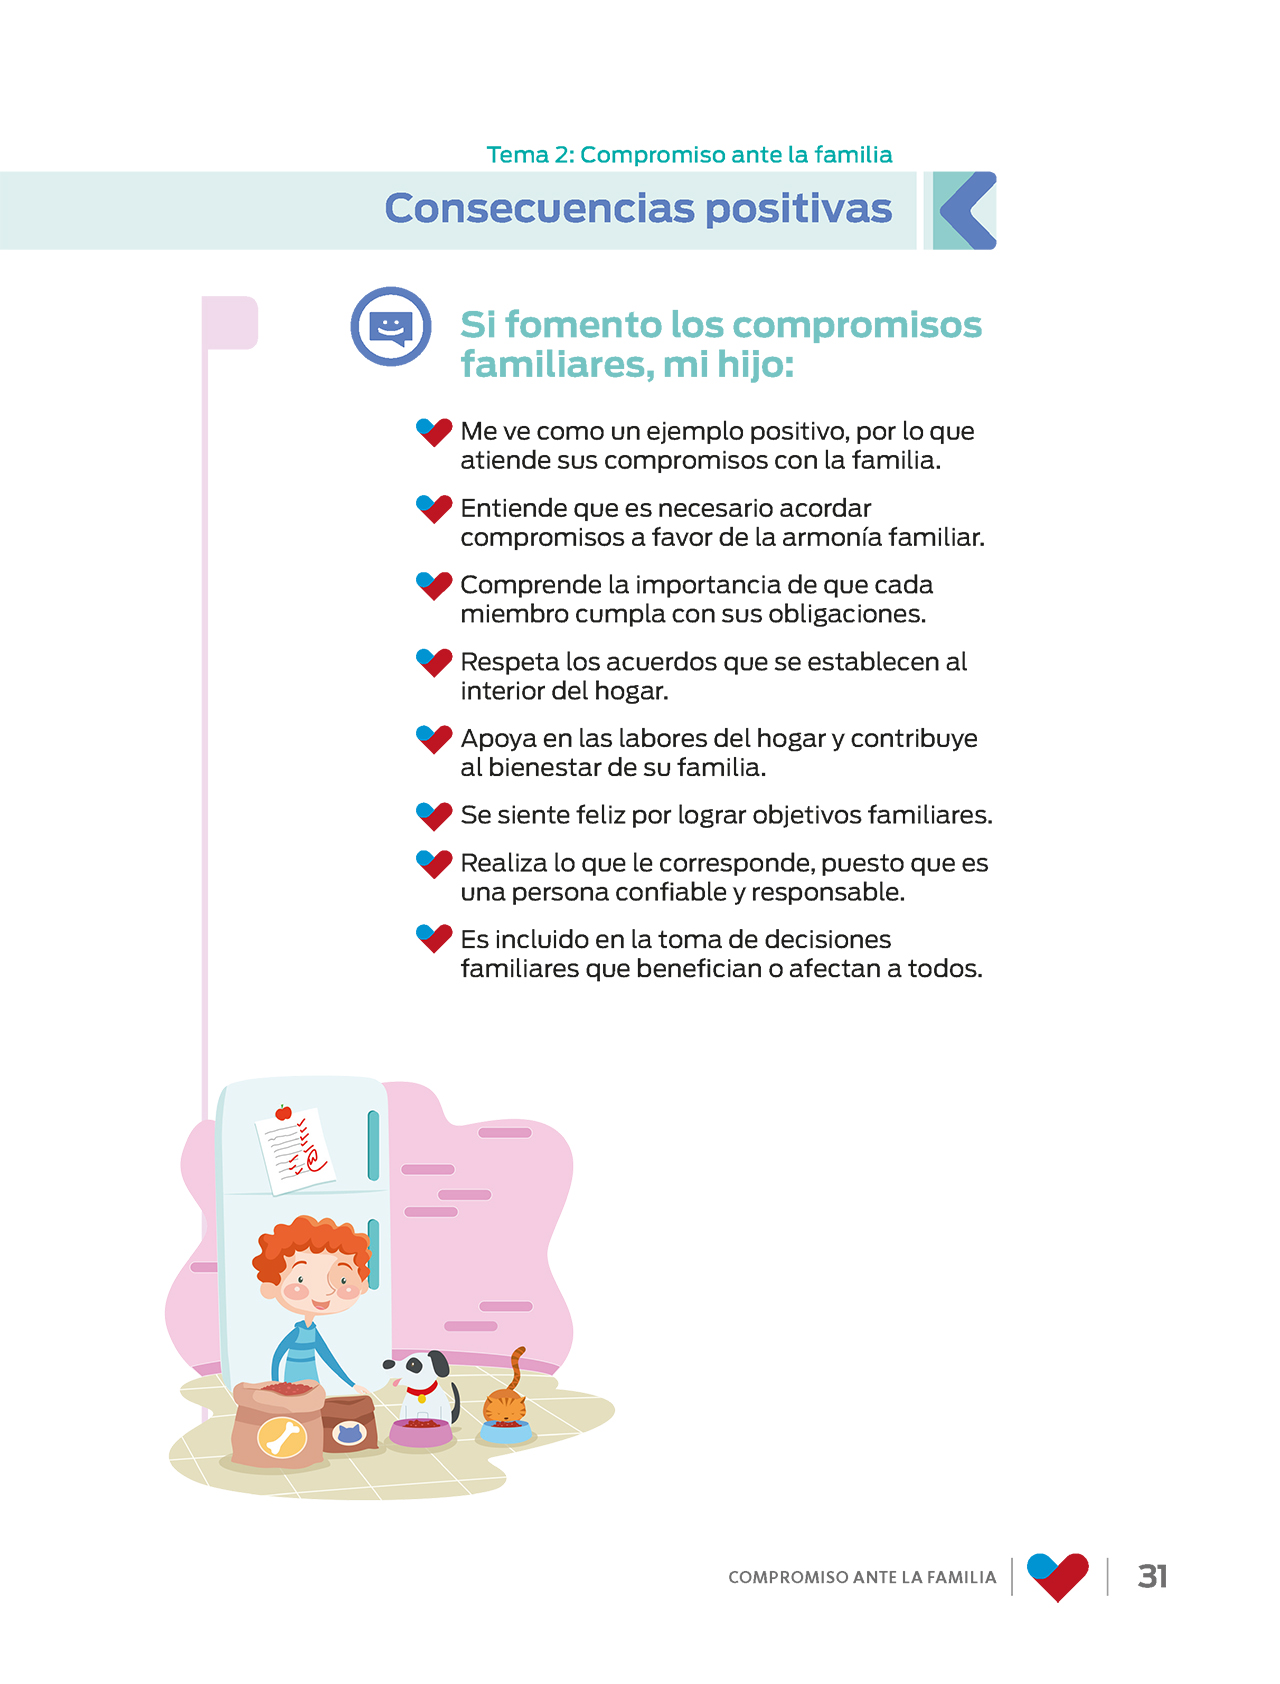 Tema 2: Compromiso ante la familia
Consecuencias positivas
Si fomento los compromisos
familiares, mi hijo:
Me ve como un ejemplo positivo, por lo que
atiende sus compromisos con la familia.
Entiende que es necesario acordar
compromisos a favor de la armonía familiar.
Comprende la importancia de que cada
miembro cumpla con sus obligaciones.
Respeta los acuerdos que se establecen al
interior del hogar.
Apoya en las labores del hogar y contribuye
al bienestar de su familia.
Se siente feliz por lograr objetivos familiares.
Realiza lo que le corresponde, puesto que es
una persona confiable y responsable.
Es incluido en la toma de decisiones
familiares que benefician o afectan a todos.
COMPROMISO ANTE LA FAMILIA
31